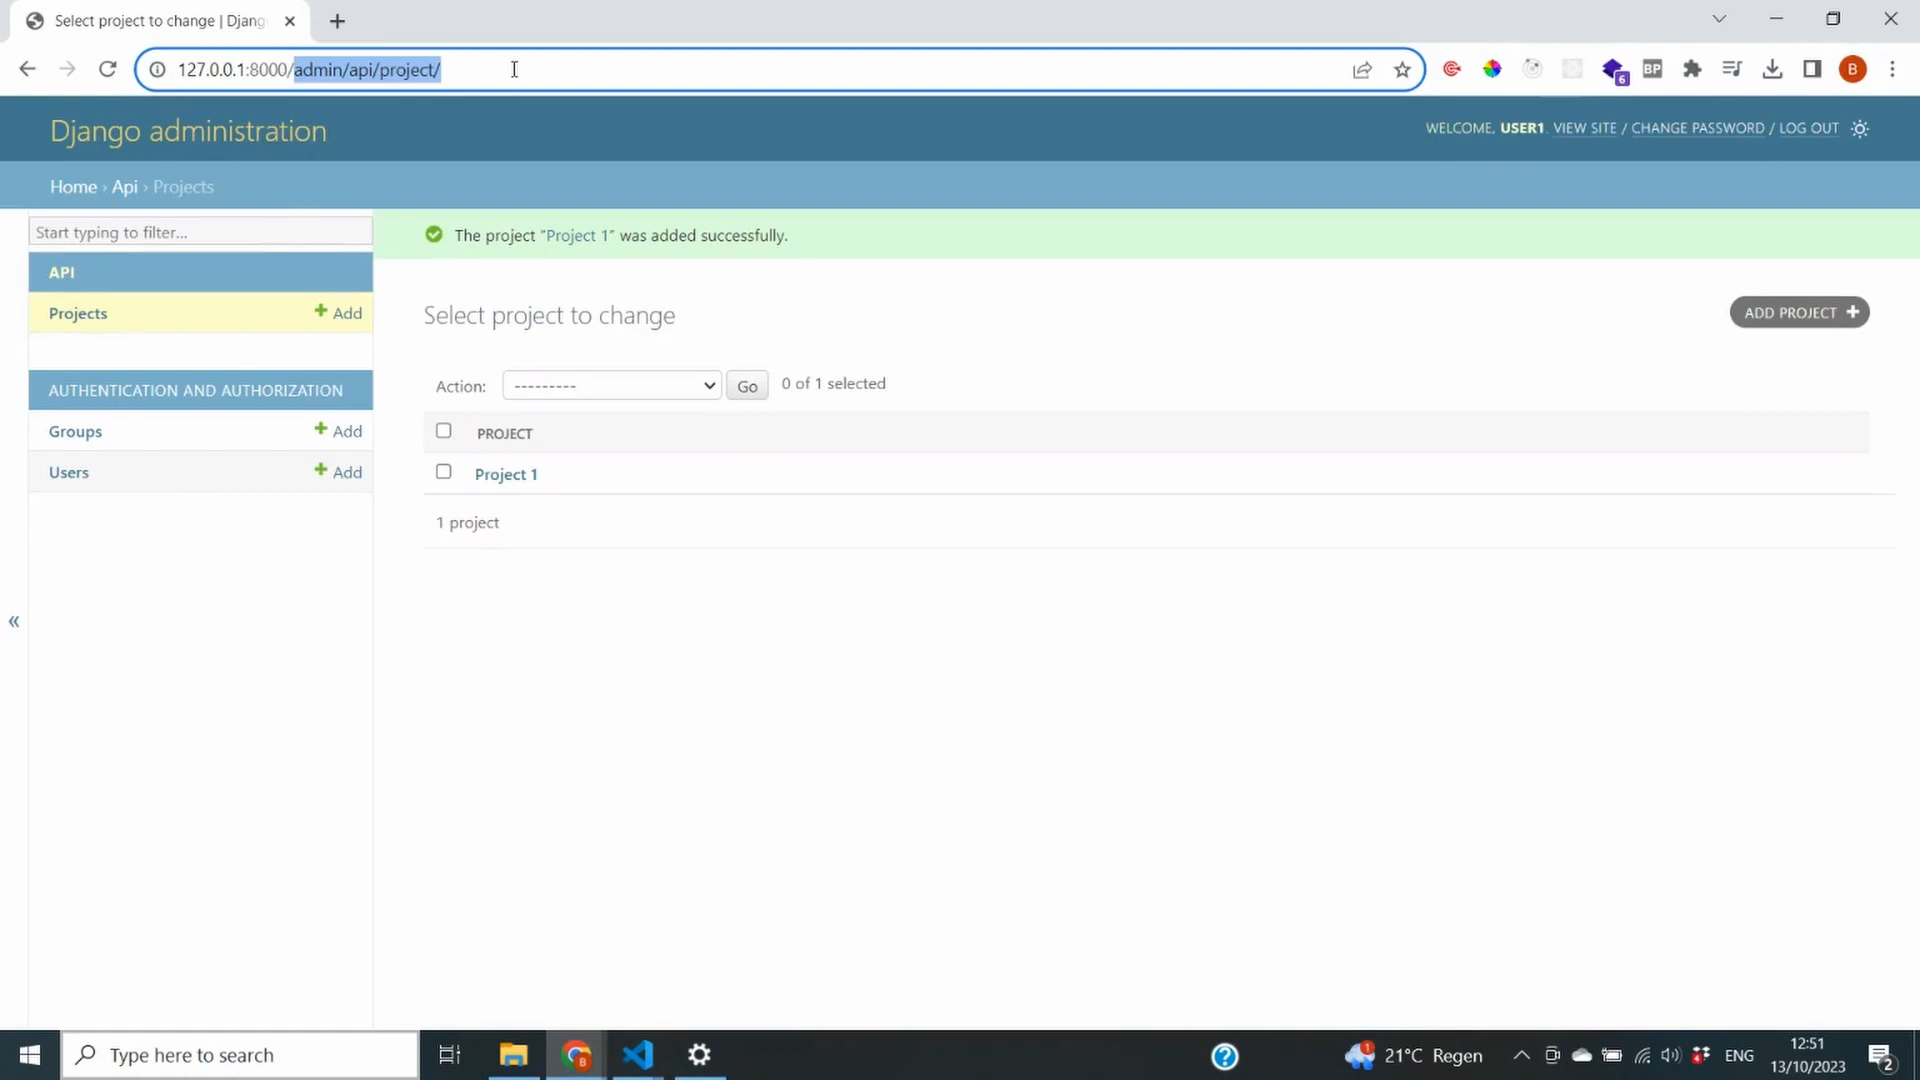 Select project to change | Djang
127.0.0.1:8000/admin/api/project/
6
BP
B
Django administration
WELCOME, USER1. VIEW SITE / CHANGE PASSWORD / LOG OUT
Home › Api › Projects
Start typing to filter...
API
Projects
Add
AUTHENTICATION AND AUTHORIZATION
Groups
Add
Users
Add
«
The project “Project 1” was added successfully.
Select project to change
ADD PROJECT
Action:
---------
Go
0 of 1 selected
PROJECT
Project 1
1 project
Type here to search
B
?
1
21°C Regen
ENG
12:51
13/10/2023
2